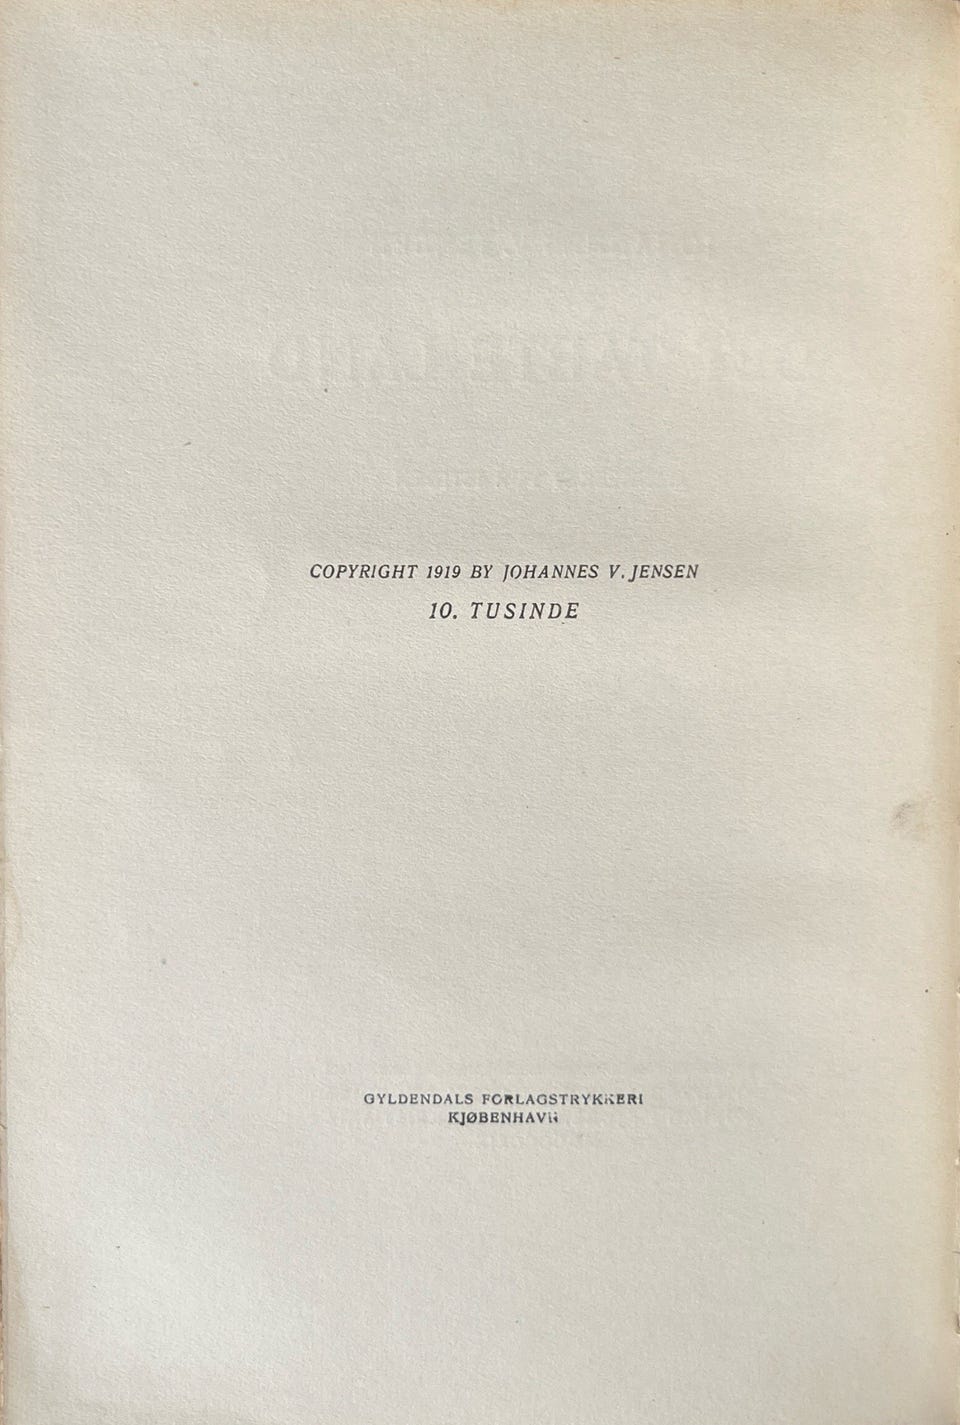 COPYRIGHT 1919 BY JOHANNES V. JENSEN
10. TUSINDE
GYLDENDALS FORLAGSTRYKKERI
KJØBENHAVN